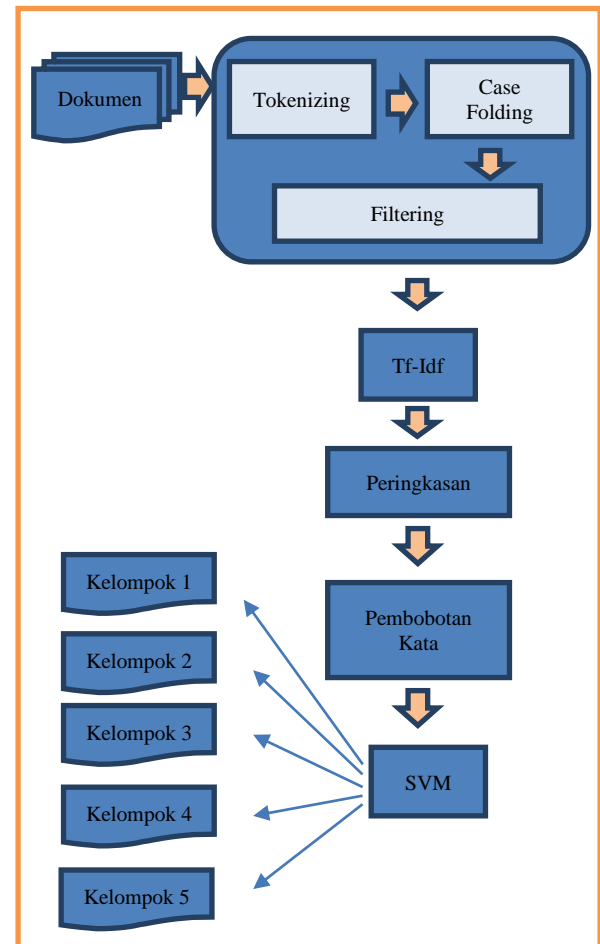 Dokumen
Tokenizing
Case
Folding
Filtering
Tf-Idf
Peringkasan
Pembobotan
Kata
SVM
Kelompok 1
Kelompok 2
Kelompok 3
Kelompok 4
Kelompok 5